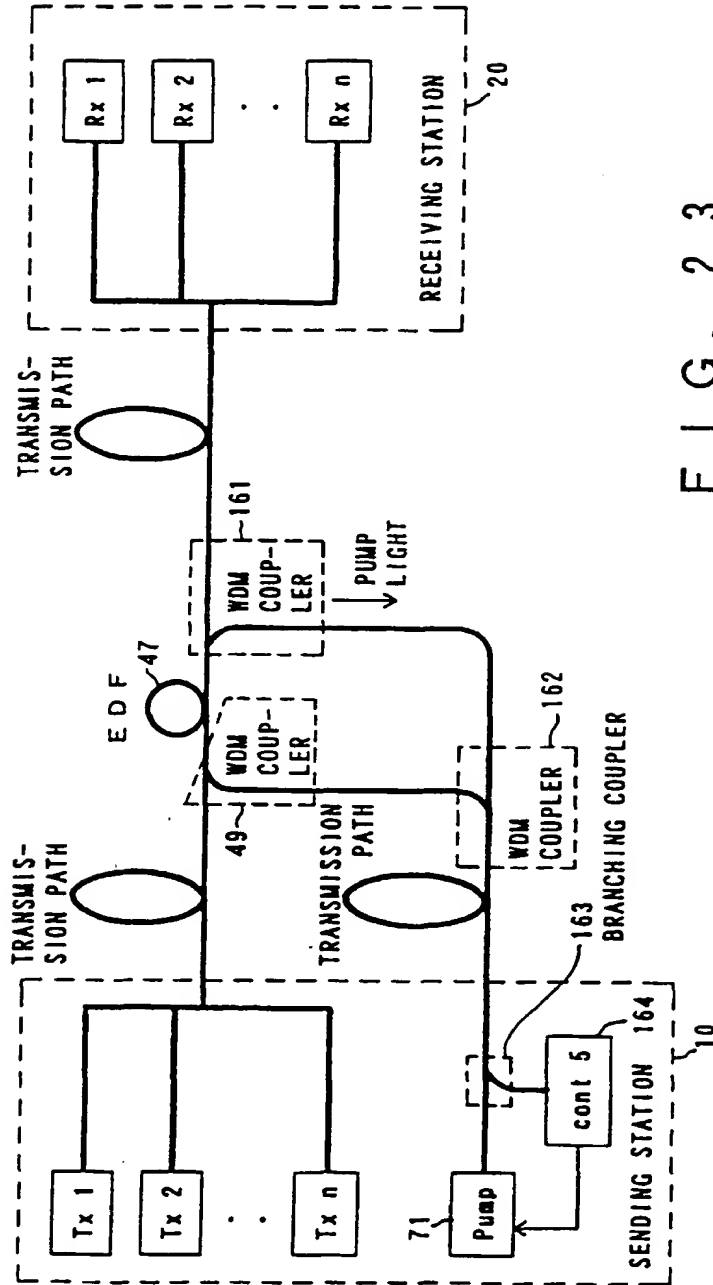 TRANSMIS-
SION PATH
TRANSMIS-
SION PATH
Tx 1
Tx 2
. .
Tx n
EDF
47
WDM
COUP-
LER
49
WDM
COUP-
LER
161
PUMP
LIGHT
Rx 1
Rx 2
. .
Rx n
RECEIVING STATION
20
TRANSMISSION
PATH
71
Pump
cont 5
164
163
BRANCHING COUPLER
WDM
COUPLER
162
SENDING STATION
10
FIG. 23